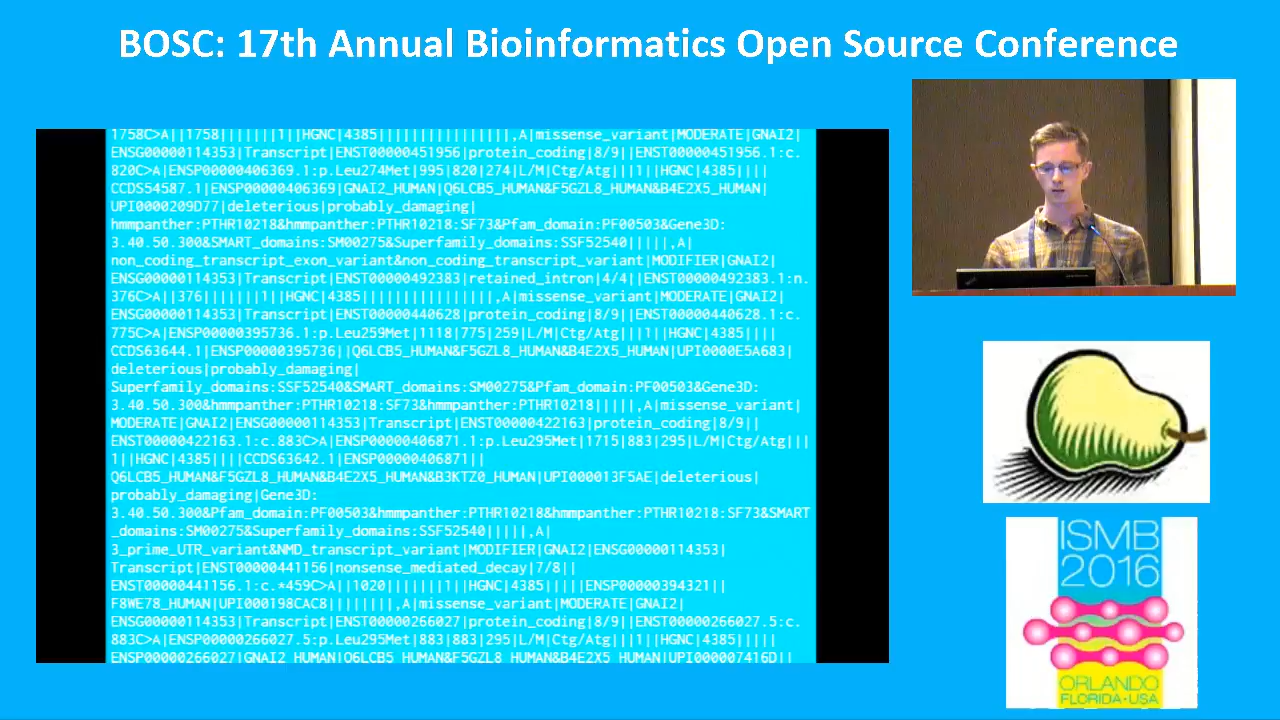 BOSC: 17th Annual Bioinformatics Open Source Conference
1758C>A||1758|||||||1||HGNC|4385||||||||||||||||,A|missense_variant|MODERATE|GNAI2|
ENSG00000114353|Transcript|ENST00000451956|protein_coding|8/9||ENST00000451956.1:c.
820C>A|ENSP00000406369.1:p.Leu274Met|995|820|274|L/M|Ctg/Atg|||1||HGNC|4385||||
CCDS54587.1|ENSP00000406369|GNAI2_HUMAN|Q6LCB5_HUMAN&F5GZL8_HUMAN&B4E2X5_HUMAN|
UPI0000209D77|deleterious|probably_damaging|
hmmpanther:PTHR10218&hmmpanther:PTHR10218:SF73&Pfam_domain:PF00503&Gene3D:
3.40.50.300&SMART_domains:SM00275&Superfamily_domains:SSF52540|||||,A|
non_coding_transcript_exon_variant&non_coding_transcript_variant|MODIFIER|GNAI2|
ENSG00000114353|Transcript|ENST00000492383|retained_intron|4/4||ENST00000492383.1:n.
376C>A||376|||||||1||HGNC|4385||||||||||||||||,A|missense_variant|MODERATE|GNAI2|
ENSG00000114353|Transcript|ENST00000440628|protein_coding|8/9||ENST00000440628.1:c.
775C>A|ENSP00000395736.1:p.Leu259Met|1118|775|259|L/M|Ctg/Atg|||1||HGNC|4385||||
CCDS63644.1|ENSP00000395736||Q6LCB5_HUMAN&F5GZL8_HUMAN&B4E2X5_HUMAN|UPI0000E5A683|
deleterious|probably_damaging|
Superfamily_domains:SSF52540&SMART_domains:SM00275&Pfam_domain:PF00503&Gene3D:
3.40.50.300&hmmpanther:PTHR10218:SF73&hmmpanther:PTHR10218|||||,A|missense_variant|
MODERATE|GNAI2|ENSG00000114353|Transcript|ENST00000422163|protein_coding|8/9||
ENST00000422163.1:c.883C>A|ENSP00000406871.1:p.Leu295Met|1715|883|295|L/M|Ctg/Atg|||
1||HGNC|4385||||CCDS63642.1|ENSP00000406871||
Q6LCB5_HUMAN&F5GZL8_HUMAN&B4E2X5_HUMAN&B3KTZ0_HUMAN|UPI000013F5AE|deleterious|
probably_damaging|Gene3D:
3.40.50.300&Pfam_domain:PF00503&hmmpanther:PTHR10218&hmmpanther:PTHR10218:SF73&SMART
_domains:SM00275&Superfamily_domains:SSF52540|||||,A|
3_prime_UTR_variant&NMD_transcript_variant|MODIFIER|GNAI2|ENSG00000114353|
Transcript|ENST00000441156|nonsense_mediated_decay|7/8||
ENST00000441156.1:c.*459C>A||1020|||||||1||HGNC|4385|||||ENSP00000394321||
F8WE78_HUMAN|UPI000198CAC8||||||||,A|missense_variant|MODERATE|GNAI2|
ENSG00000114353|Transcript|ENST00000266027|protein_coding|8/9||ENST00000266027.5:c.
883C>A|ENSP00000266027.5:p.Leu295Met|883|883|295|L/M|Ctg/Atg|||1||HGNC|4385|||||
ENSP00000266027|GNAI2_HUMAN|Q6LCB5_HUMAN&F5GZL8_HUMAN&B4E2X5_HUMAN|UPI000007416D||
ISMB
2016
ORLANDO
FLORIDA·USA